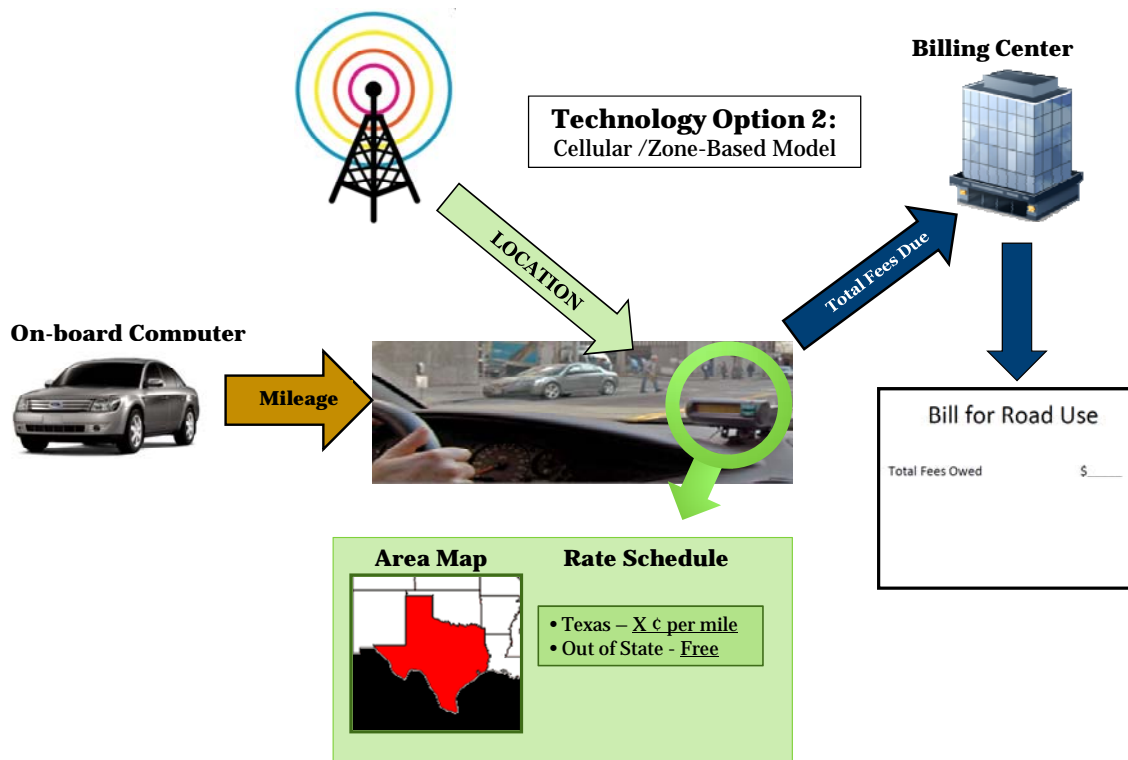 Billing Center
Technology Option 2:
Cellular /Zone-Based Model
LOCATION
Total Fees Due
On-board Computer
Mileage
Bill for Road Use
Total Fees Owed $_____
Area Map
Rate Schedule
• Texas – X ¢ per mile
• Out of State - Free